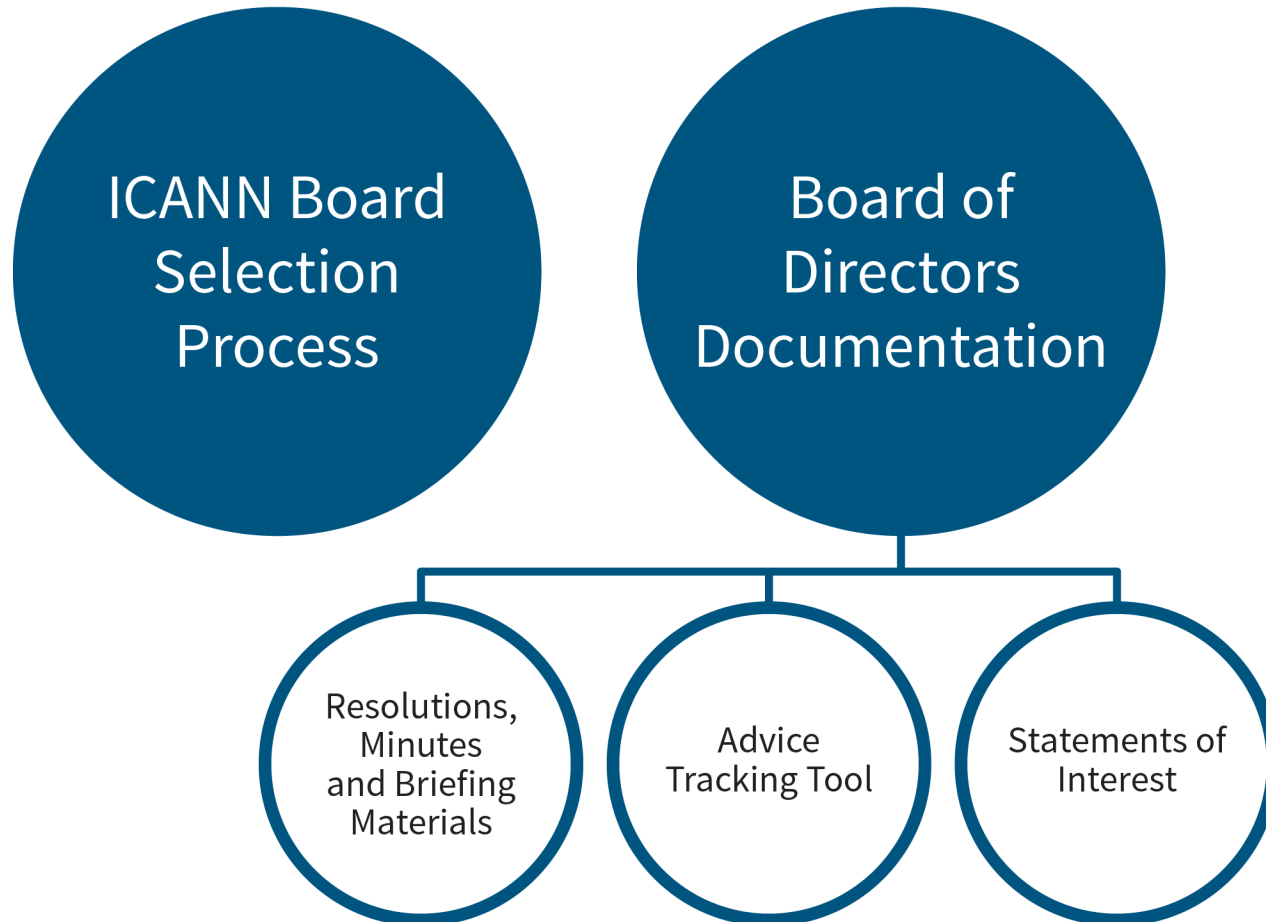 ICANN Board
Selection
Process
Board of
Directors
Documentation
Resolutions,
Minutes
and Briefing
Materials
Advice
Tracking Tool
Statements of
Interest